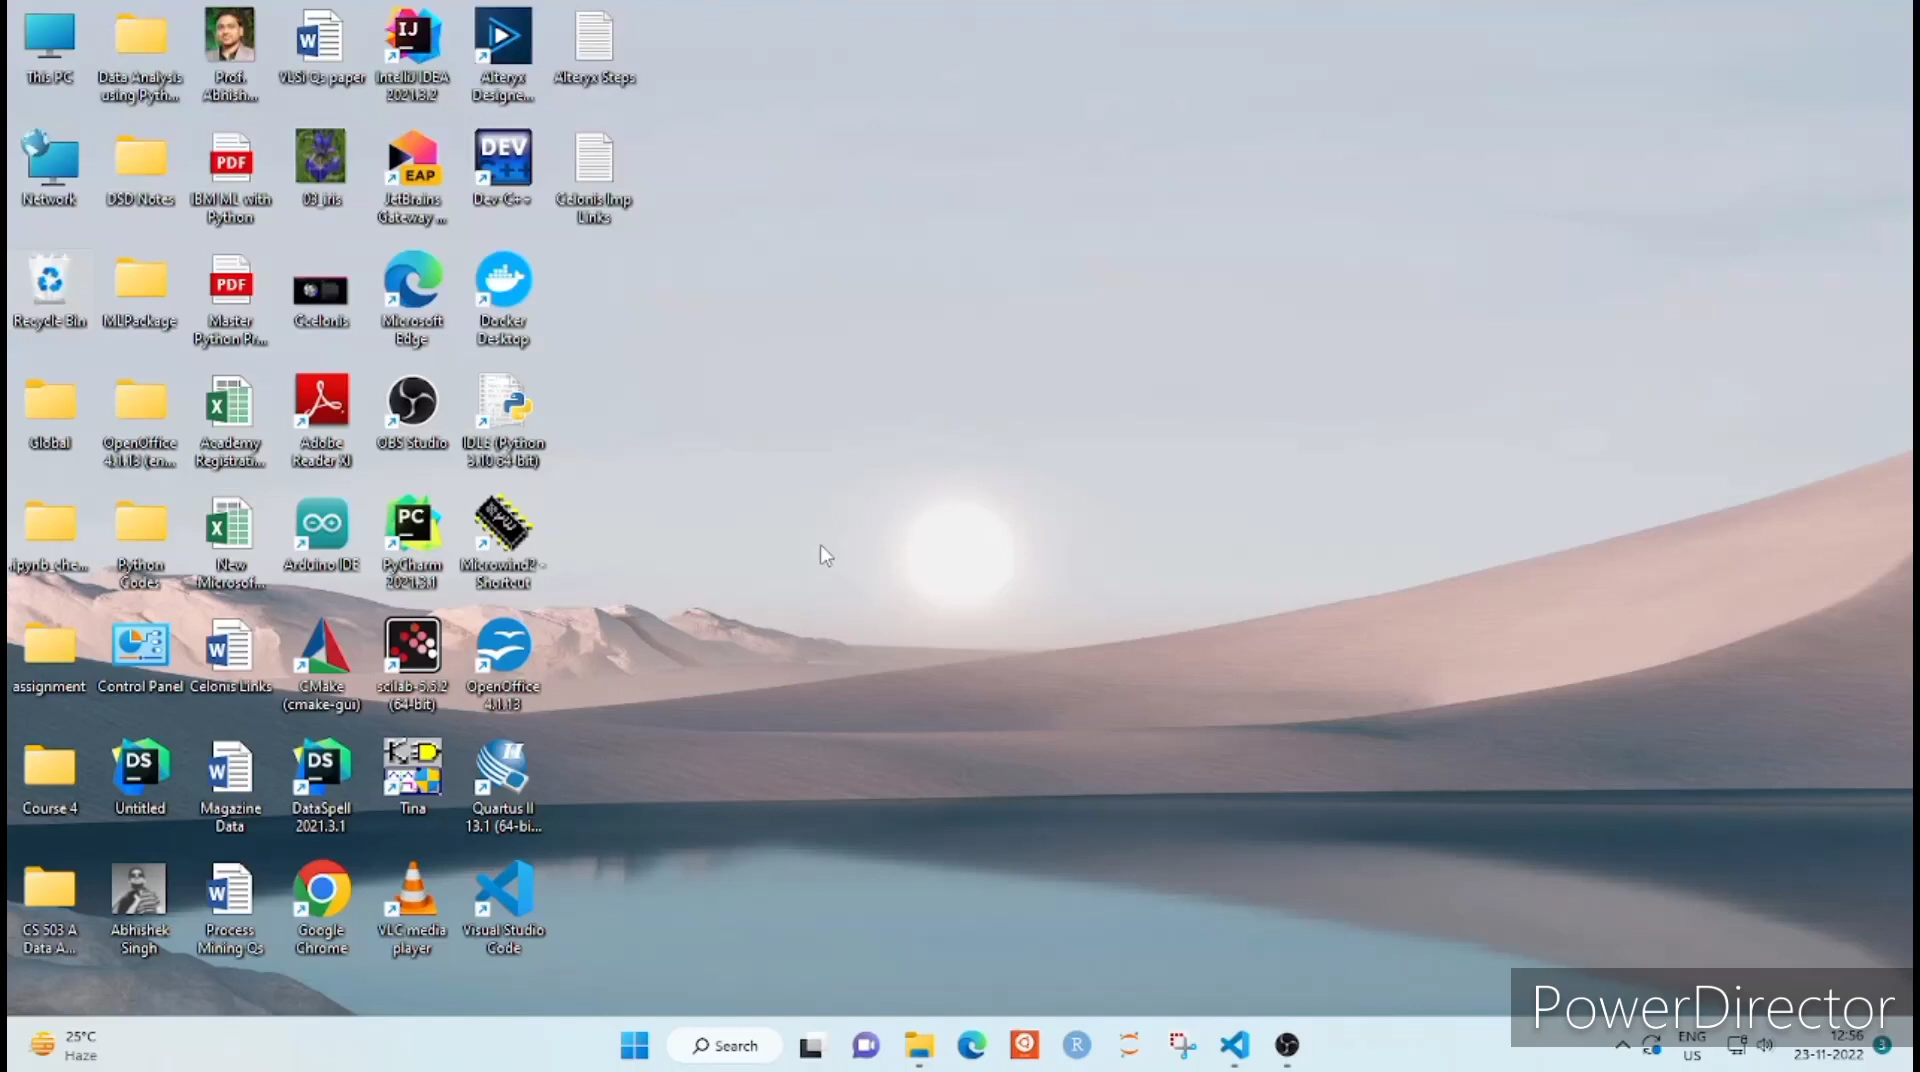 This PC
Data Analysis
using Pyth...
Prof.
Abhish...
VLSI Qs paper
IntelliJ IDEA
2021.3.2
Alteryx
Designe...
Alteryx Steps
Network
DSD Notes
IBM ML with
Python
03_iris
JetBrains
Gateway ...
Dev-C++
Celonis Imp
Links
Recycle Bin
MLPackage
Master
Python Pr...
Ccelonis
Microsoft
Edge
Docker
Desktop
Global
OpenOffice
4.1.13 (en...
Academy
Registrati...
Adobe
Reader XI
OBS Studio
IDLE (Python
3.10 64-bit)
.ipynb_che...
Python
Codes
New
Microsof...
Arduino IDE
PyCharm
2021.3.1
Microwind2 -
Shortcut
assignment
Control Panel
Celonis Links
CMake
(cmake-gui)
scilab-5.5.2
(64-bit)
OpenOffice
4.1.13
Course 4
Untitled
Magazine
Data
DataSpell
2021.3.1
Tina
Quartus II
13.1 (64-bi...
CS 503 A
Data A...
Abhishek
Singh
Process
Mining Qs
Google
Chrome
VLC media
player
Visual Studio
Code
PowerDirector
25°C
Haze
Search
ENG
US
12:56
23-11-2022
3